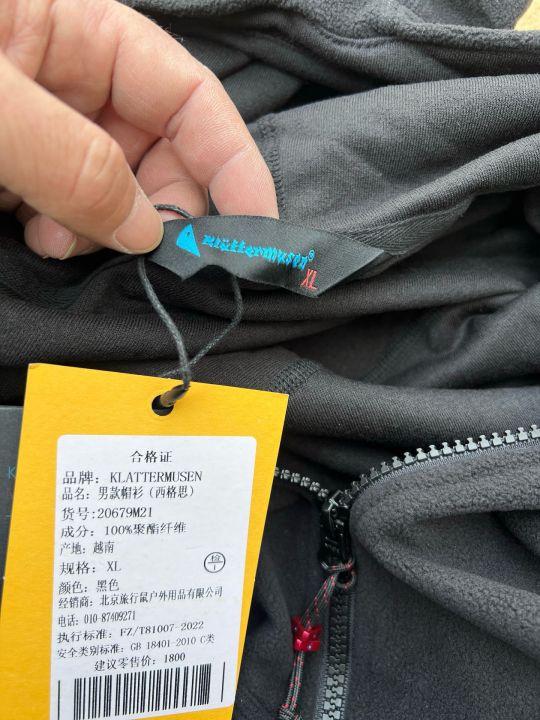 klättermusen®
XL
合格证
品牌：KLATTERMUSEN
品名：男款帽衫（西格思）
货号：20679M21
成分：100%聚酯纤维
产地：越南
规格：XL
检
1
颜色：黑色
经销商：北京旅行鼠户外用品有限公司
电话：010-87409271
执行标准：FZ/T81007-2022
安全类别标准：GB 18401-2010 C类
建议零售价：1800
K